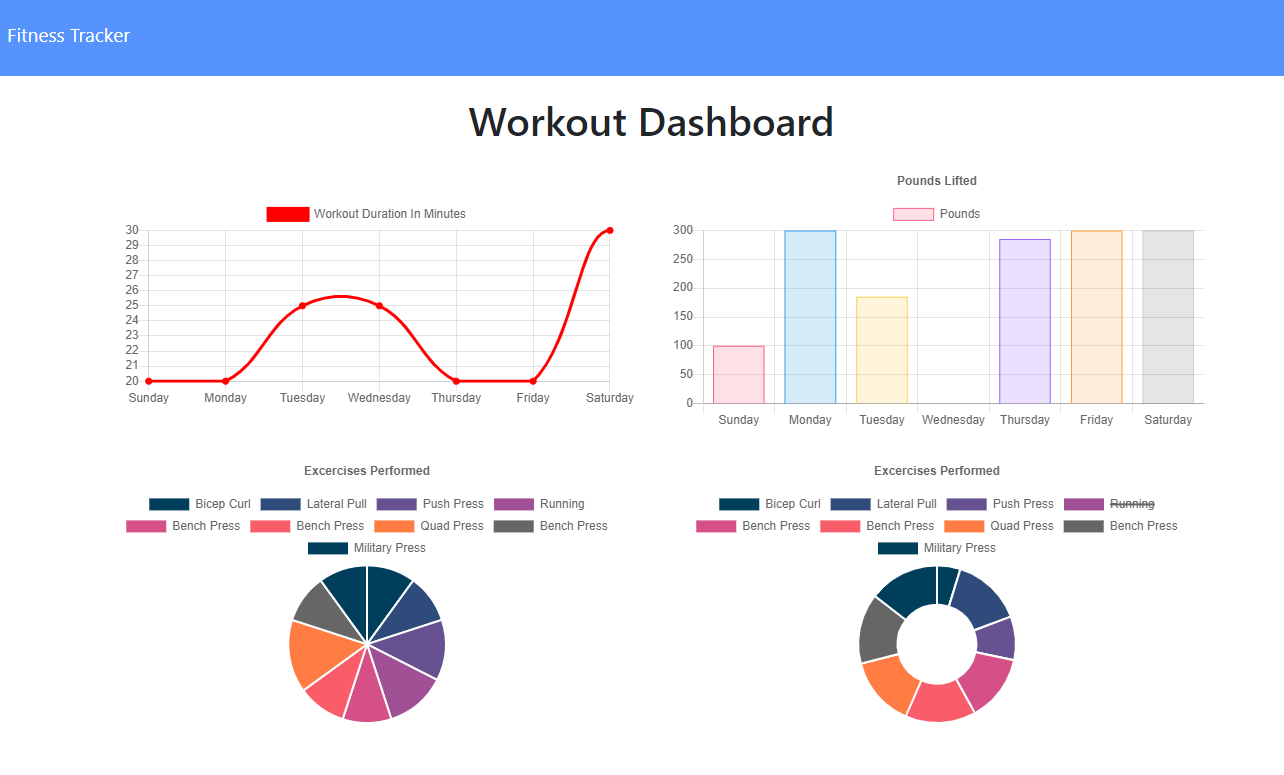 Fitness Tracker
Workout Dashboard
Workout Duration In Minutes
30
29
28
27
26
25
24
23
22
21
20
Sunday Monday Tuesday Wednesday Thursday Friday Saturday
Pounds Lifted
Pounds
300
250
200
150
100
50
0
Sunday Monday Tuesday Wednesday Thursday Friday Saturday
Excercises Performed
Bicep Curl Lateral Pull Push Press Running
Bench Press Bench Press Quad Press Bench Press
Military Press
Excercises Performed
Bicep Curl Lateral Pull Push Press Running
Bench Press Bench Press Quad Press Bench Press
Military Press